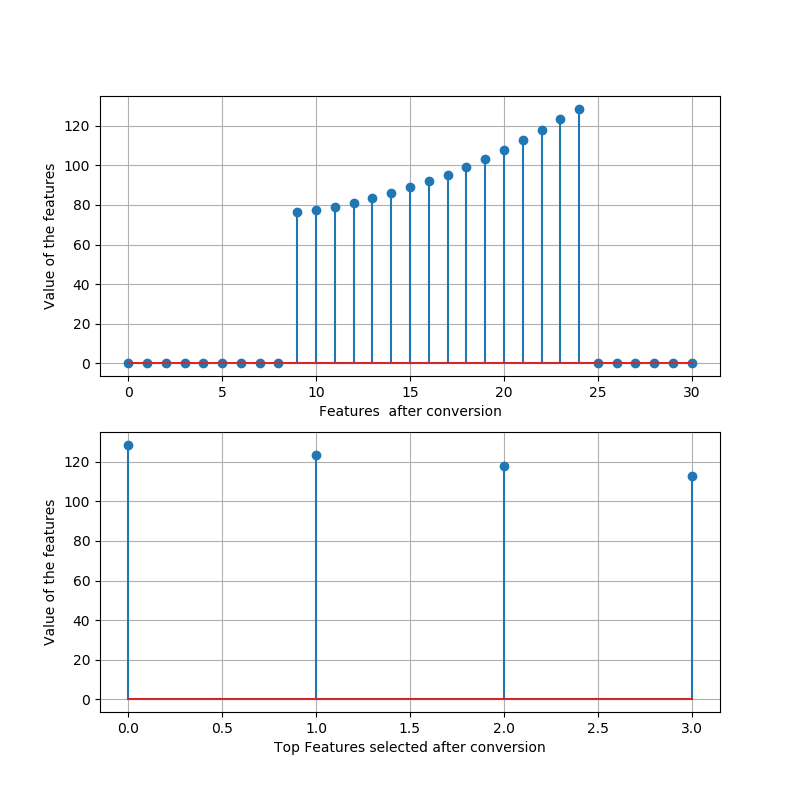 120
100
80
60
40
20
0
Value of the features
0 5 10 15 20 25 30
Features  after conversion
120
100
80
60
40
20
0
Value of the features
0.0 0.5 1.0 1.5 2.0 2.5 3.0
Top Features selected after conversion